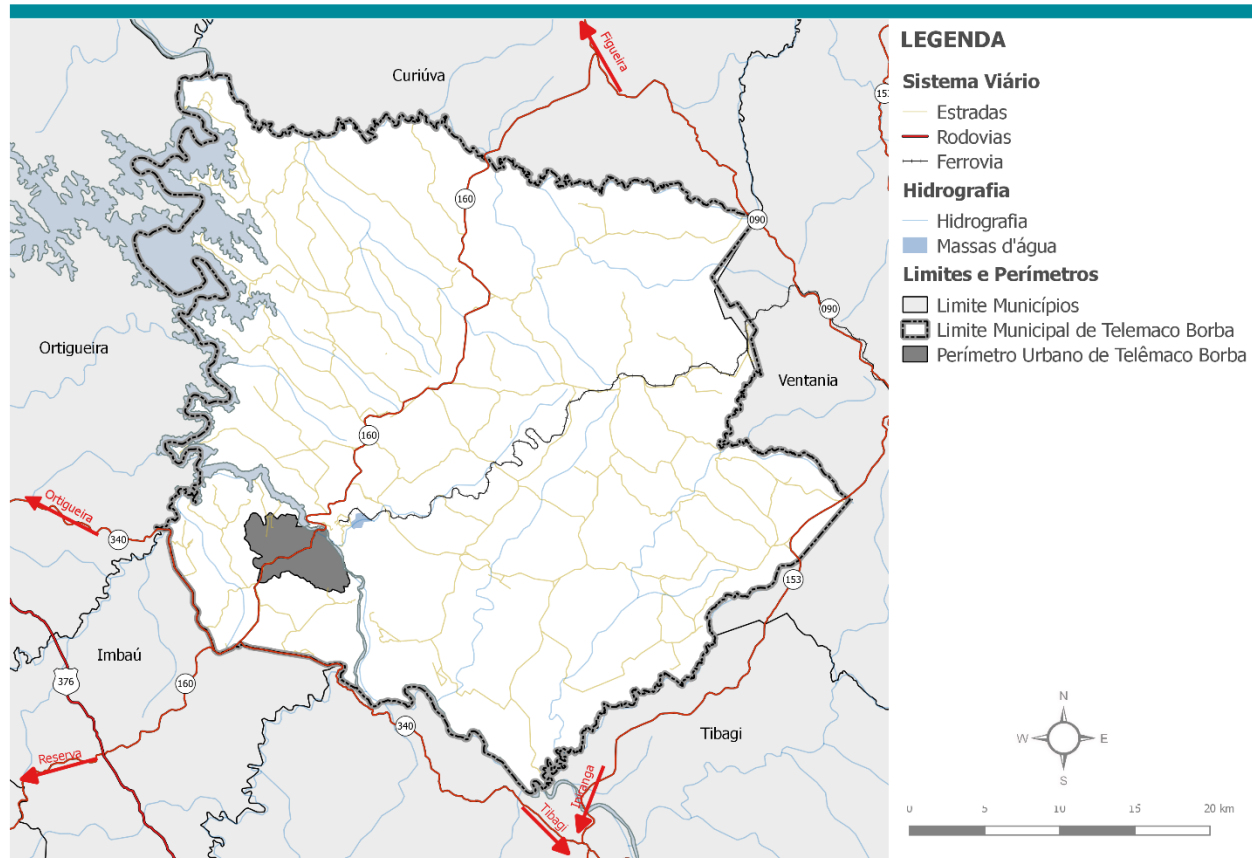 LEGENDA
Sistema Viário
Estradas
Rodovias
Ferrovia
Hidrografia
Hidrografia
Massas d'água
Limites e Perímetros
Limite Municípios
Limite Municipal de Telemaco Borba
Perímetro Urbano de Telêmaco Borba
Figueira
Curiúva
153
160
090
090
Ortigueira
Ventania
160
Ortigueira
340
153
Imbaú
376
160
340
Tibagi
Reserva
Ipiranga
Tibagi
N
W
E
S
0
5
10
15
20 km